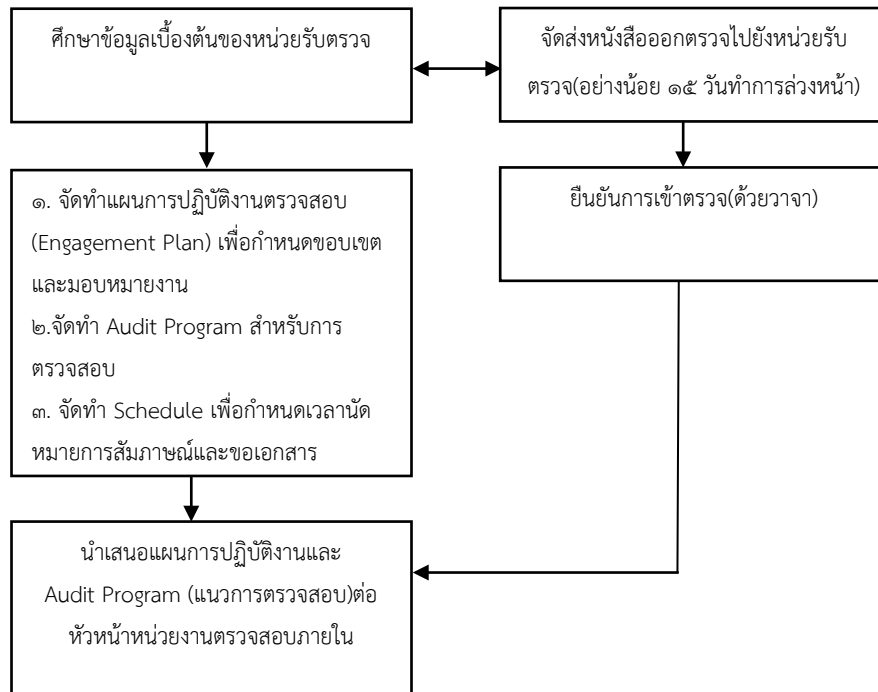 ศึกษาข้อมูลเบื้องต้นของหน่วยรับตรวจ
จัดส่งหนังสือออกตรวจไปยังหน่วยรับ
ตรวจ(อย่างน้อย ๑๕ วันทำการล่วงหน้า)
๑. จัดทำแผนการปฏิบัติงานตรวจสอบ
(Engagement Plan) เพื่อกำหนดขอบเขต
และมอบหมายงาน
๒.จัดทำ Audit Program สำหรับการ
ตรวจสอบ
๓. จัดทำ Schedule เพื่อกำหนดเวลานัด
หมายการสัมภาษณ์และขอเอกสาร
ยืนยันการเข้าตรวจ(ด้วยวาจา)
นำเสนอแผนการปฏิบัติงานและ
Audit Program (แนวการตรวจสอบ)ต่อ
หัวหน้าหน่วยงานตรวจสอบภายใน